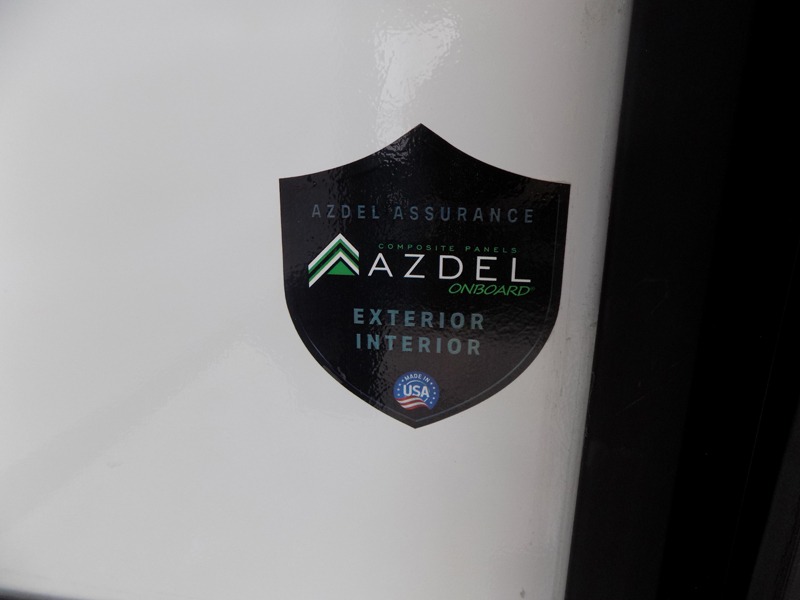 AZDEL ASSURANCE
COMPOSITE PANELS
AZDEL
ONBOARD®
EXTERIOR
INTERIOR
MADE IN
USA